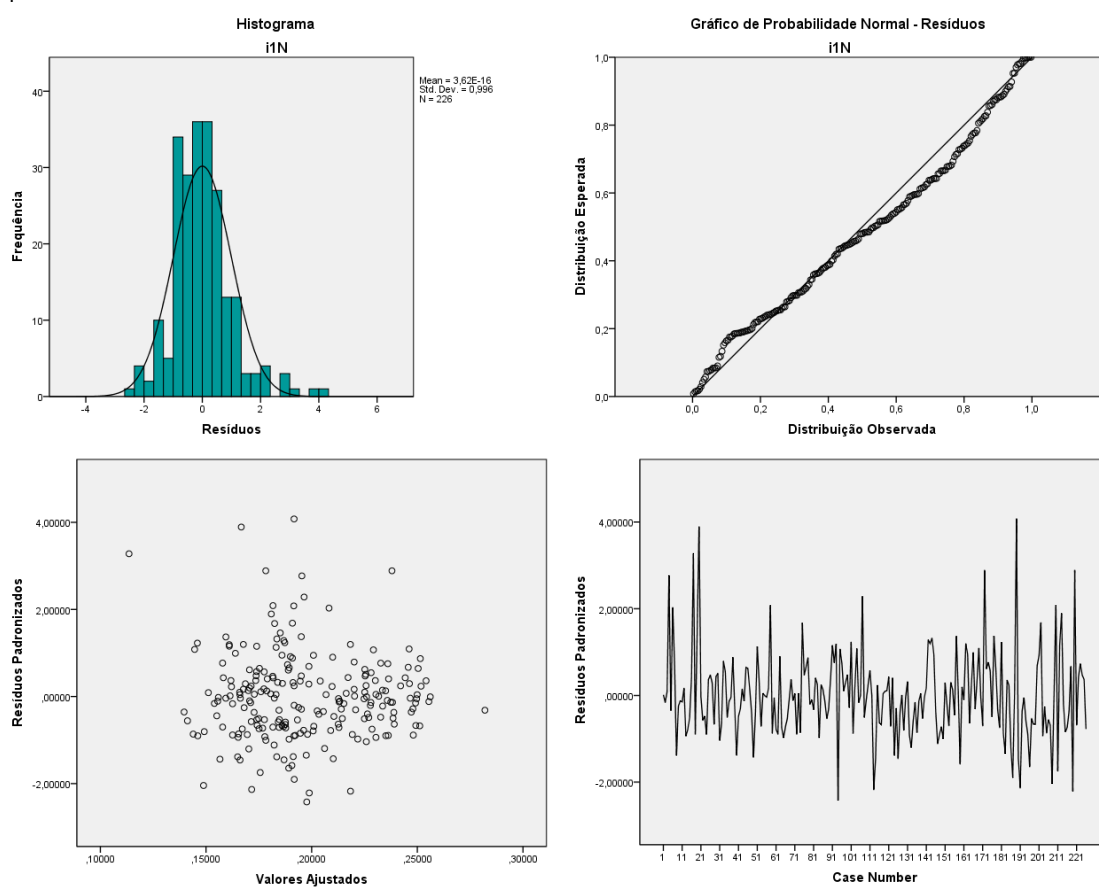 Histograma
i1N
Mean = 3,62E-16
Std. Dev. = 0,996
N = 226
Frequência
40
30
20
10
0
-4 -2 0 2 4 6
Resíduos
Gráfico de Probabilidade Normal - Resíduos
i1N
Distribuição Esperada
1,0
0,8
0,6
0,4
0,2
0,0
0,0 0,2 0,4 0,6 0,8 1,0
Distribuição Observada
Resíduos Padronizados
4,00000
2,00000
,00000
-2,00000
,10000 ,15000 ,20000 ,25000 ,30000
Valores Ajustados
Resíduos Padronizados
4,00000
2,00000
,00000
-2,00000
1 11 21 31 41 51 61 71 81 91 101 111 121 131 141 151 161 171 181 191 201 211 221
Case Number